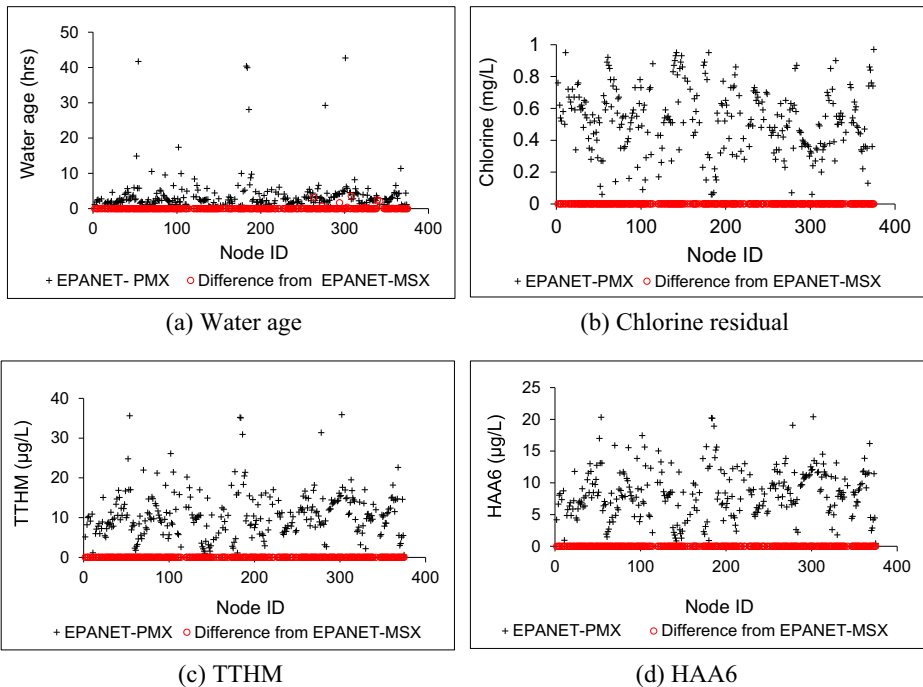 50
40
30
20
10
0
Water age (hrs)
0 100 200 300 400
Node ID
EPANET- PMX Difference from EPANET-MSX
(a) Water age
1
0.8
0.6
0.4
0.2
0
Chlorine (mg/L)
0 100 200 300 400
Node ID
EPANET-PMX Difference from EPANET-MSX
(b) Chlorine residual
40
30
20
10
0
TTHM (µg/L)
0 100 200 300 400
Node ID
EPANET-PMX Difference from EPANET-MSX
(c) TTHM
25
20
15
10
5
0
HAA6 (µg/L)
0 100 200 300 400
Node ID
EPANET-PMX Difference from EPANET-MSX
(d) HAA6